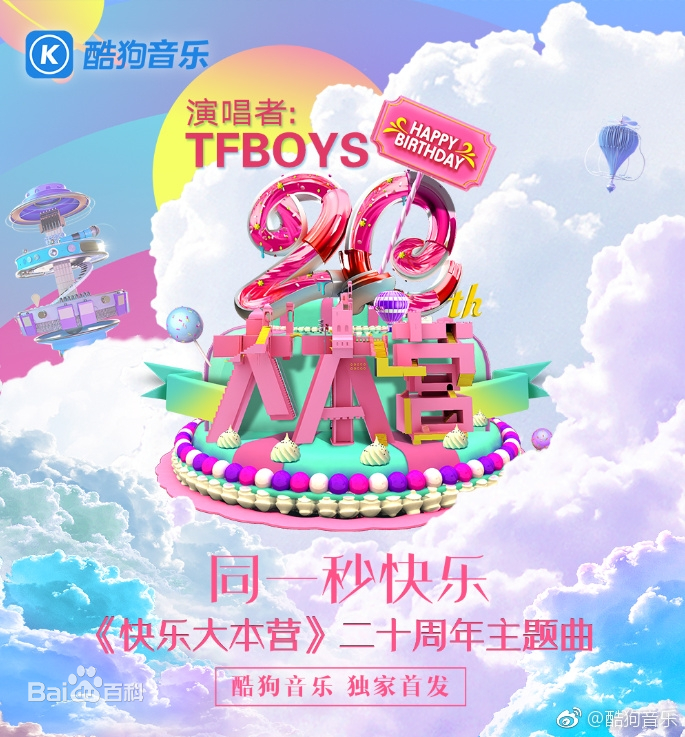 酷狗音乐
演唱者:
TFBOYS
HAPPY
BIRTHDAY
20th
大本营
同一秒快乐
《快乐大本营》二十周年主题曲
酷狗音乐 独家首发
Baidu百科
@酷狗音乐